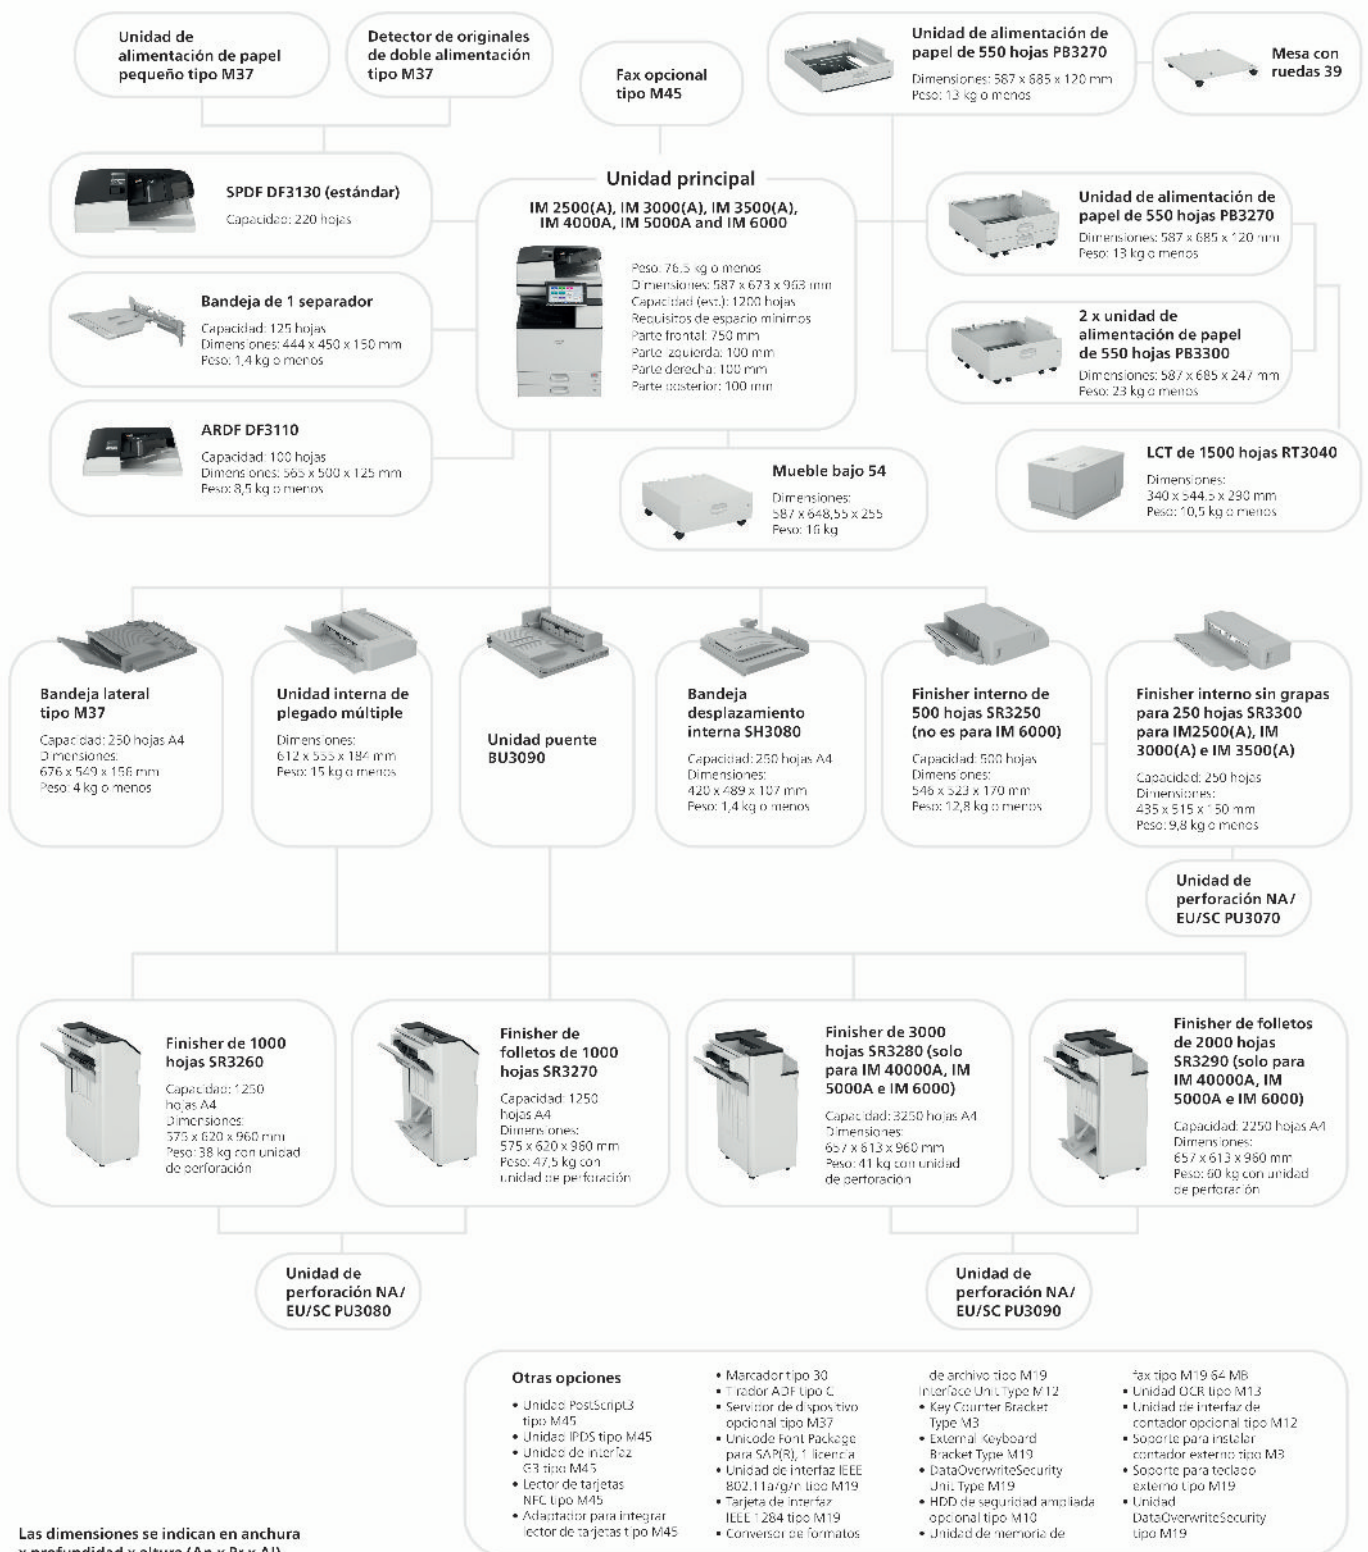 Unidad de
alimentación de papel
pequeño tipo M37
Detector de originales
de doble alimentación
tipo M37
Fax opcional
tipo M45
Unidad de alimentación de
papel de 550 hojas PB3270
Dimensiones: 587 x 685 x 120 mm
Peso: 13 kg o menos
Mesa con
ruedas 39
SPDF DF3130 (estándar)
Capacidad: 220 hojas
Bandeja de 1 separador
Capacidad: 125 hojas
Dimensiones: 444 x 450 x 150 mm
Peso: 1,4 kg o menos
ARDF DF3110
Capacidad: 100 hojas
Dimensiones: 565 x 500 x 125 mm
Peso: 8,5 kg o menos
Unidad principal
IM 2500(A), IM 3000(A), IM 3500(A),
IM 4000A, IM 5000A and IM 6000
Peso: 76,5 kg o menos
Dimensiones: 587 x 673 x 963 mm
Capacidad (est.): 1200 hojas
Requisitos de espacio mínimos
Parte frontal: 750 mm
Parte izquierda: 100 mm
Parte derecha: 100 mm
Parte posterior: 100 mm
Unidad de alimentación de
papel de 550 hojas PB3270
Dimensiones: 587 x 685 x 120 mm
Peso: 13 kg o menos
2 x unidad de
alimentación de papel
de 550 hojas PB3300
Dimensiones: 587 x 685 x 247 mm
Peso: 23 kg o menos
Mueble bajo 54
Dimensiones:
587 x 648,55 x 255
Peso: 16 kg
LCT de 1500 hojas RT3040
Dimensiones:
340 x 544,5 x 290 mm
Peso: 10,5 kg o menos
Bandeja lateral
tipo M37
Capacidad: 250 hojas A4
Dimensiones:
676 x 549 x 156 mm
Peso: 4 kg o menos
Unidad interna de
plegado múltiple
Dimensiones:
612 x 555 x 184 mm
Peso: 15 kg o menos
Unidad puente
BU3090
Bandeja
desplazamiento
interna SH3080
Capacidad: 250 hojas A4
Dimensiones:
420 x 489 x 107 mm
Peso: 1,4 kg o menos
Finisher interno de
500 hojas SR3250
(no es para IM 6000)
Capacidad: 500 hojas
Dimensiones:
546 x 523 x 170 mm
Peso: 12,8 kg o menos
Finisher interno sin grapas
para 250 hojas SR3300
para IM2500(A), IM
3000(A) e IM 3500(A)
Capacidad: 250 hojas
Dimensiones:
435 x 515 x 150 mm
Peso: 9,8 kg o menos
Unidad de
perforación NA/
EU/SC PU3070
Finisher de 1000
hojas SR3260
Capacidad: 1250
hojas A4
Dimensiones:
575 x 620 x 960 mm
Peso: 38 kg con unidad
de perforación
Finisher de
folletos de 1000
hojas SR3270
Capacidad: 1250
hojas A4
Dimensiones:
575 x 620 x 960 mm
Peso: 47,5 kg con
unidad de perforación
Finisher de 3000
hojas SR3280 (solo
para IM 40000A, IM
5000A e IM 6000)
Capacidad: 3250 hojas A4
Dimensiones:
657 x 613 x 960 mm
Peso: 41 kg con unidad
de perforación
Finisher de folletos
de 2000 hojas
SR3290 (solo para
IM 40000A, IM
5000A e IM 6000)
Capacidad: 2250 hojas A4
Dimensiones:
657 x 613 x 960 mm
Peso: 60 kg con unidad
de perforación
Unidad de
perforación NA/
EU/SC PU3080
Unidad de
perforación NA/
EU/SC PU3090
Otras opciones
• Unidad PostScript3
tipo M45
• Unidad IPDS tipo M45
• Unidad de interfaz
G3 tipo M45
• Lector de tarjetas
NFC tipo M45
• Adaptador para integrar
lector de tarjetas tipo M45
• Marcador tipo 30
• Tirador ADF tipo C
• Servidor de dispositivo
opcional tipo M37
• Unicode Font Package
para SAP(R), 1 licencia
• Unidad de interfaz IEEE
802.11a/g/n tipo M19
• Tarjeta de interfaz
IEEE 1284 tipo M19
• Conversor de formatos
de archivo tipo M19
Interface Unit Type M12
• Key Counter Bracket
Type M3
• External Keyboard
Bracket Type M19
• DataOverwriteSecurity
Unit Type M19
• HDD de seguridad ampliada
opcional tipo M10
• Unidad de memoria de
fax tipo M19 64 MB
• Unidad OCR tipo M13
• Unidad de interfaz de
contador opcional tipo M12
• Soporte para instalar
contador externo tipo M3
• Soporte para teclado
externo tipo M19
• Unidad
DataOverwriteSecurity
tipo M19
Las dimensiones se indican en anchura
x profundidad x altura (An x Pr x Al)